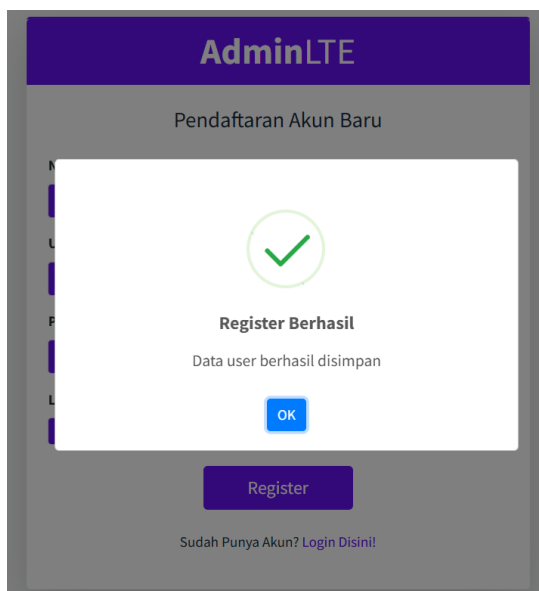 AdminLTE
Pendaftaran Akun Baru
Register Berhasil
Data user berhasil disimpan
OK
Register
Sudah Punya Akun? Login Disini!